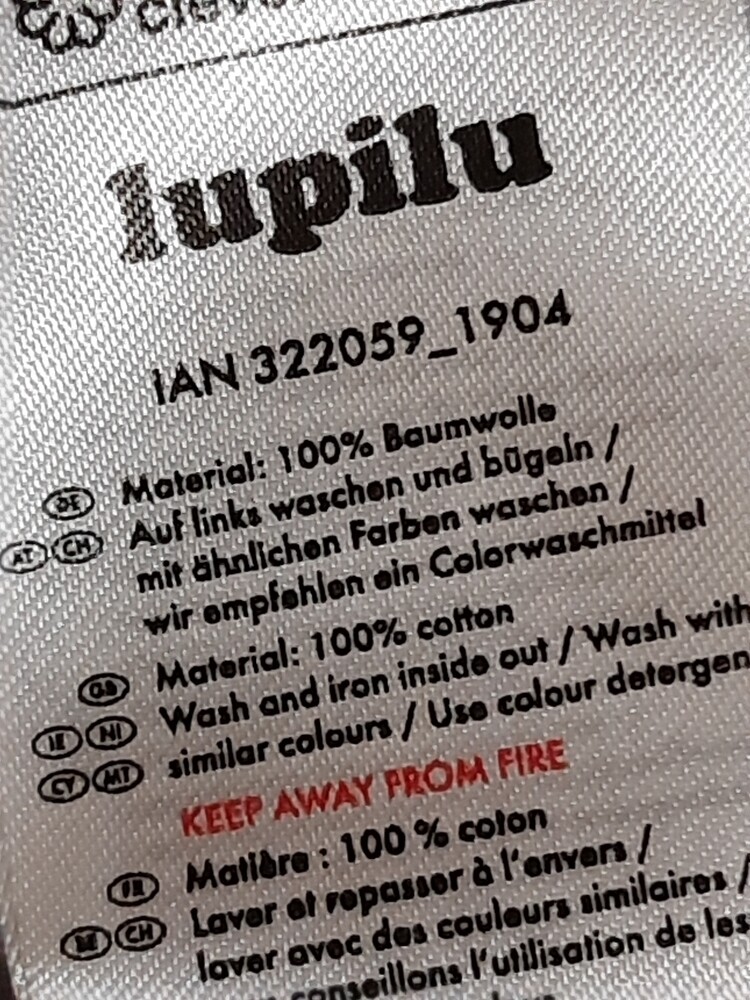 lupilu
IAN 322059_1904
DE Material: 100% Baumwolle
AT CH Auf links waschen und bügeln /
mit ähnlichen Farben waschen /
wir empfehlen ein Colorwaschmittel
GB Material: 100% cotton
IE NI Wash and iron inside out / Wash with
CY MT similar colours / Use colour detergen
KEEP AWAY FROM FIRE
FR Matière : 100 % coton
BE CH Laver et repasser à l'envers /
laver avec des couleurs similaires /
conseillons l'utilisation de les